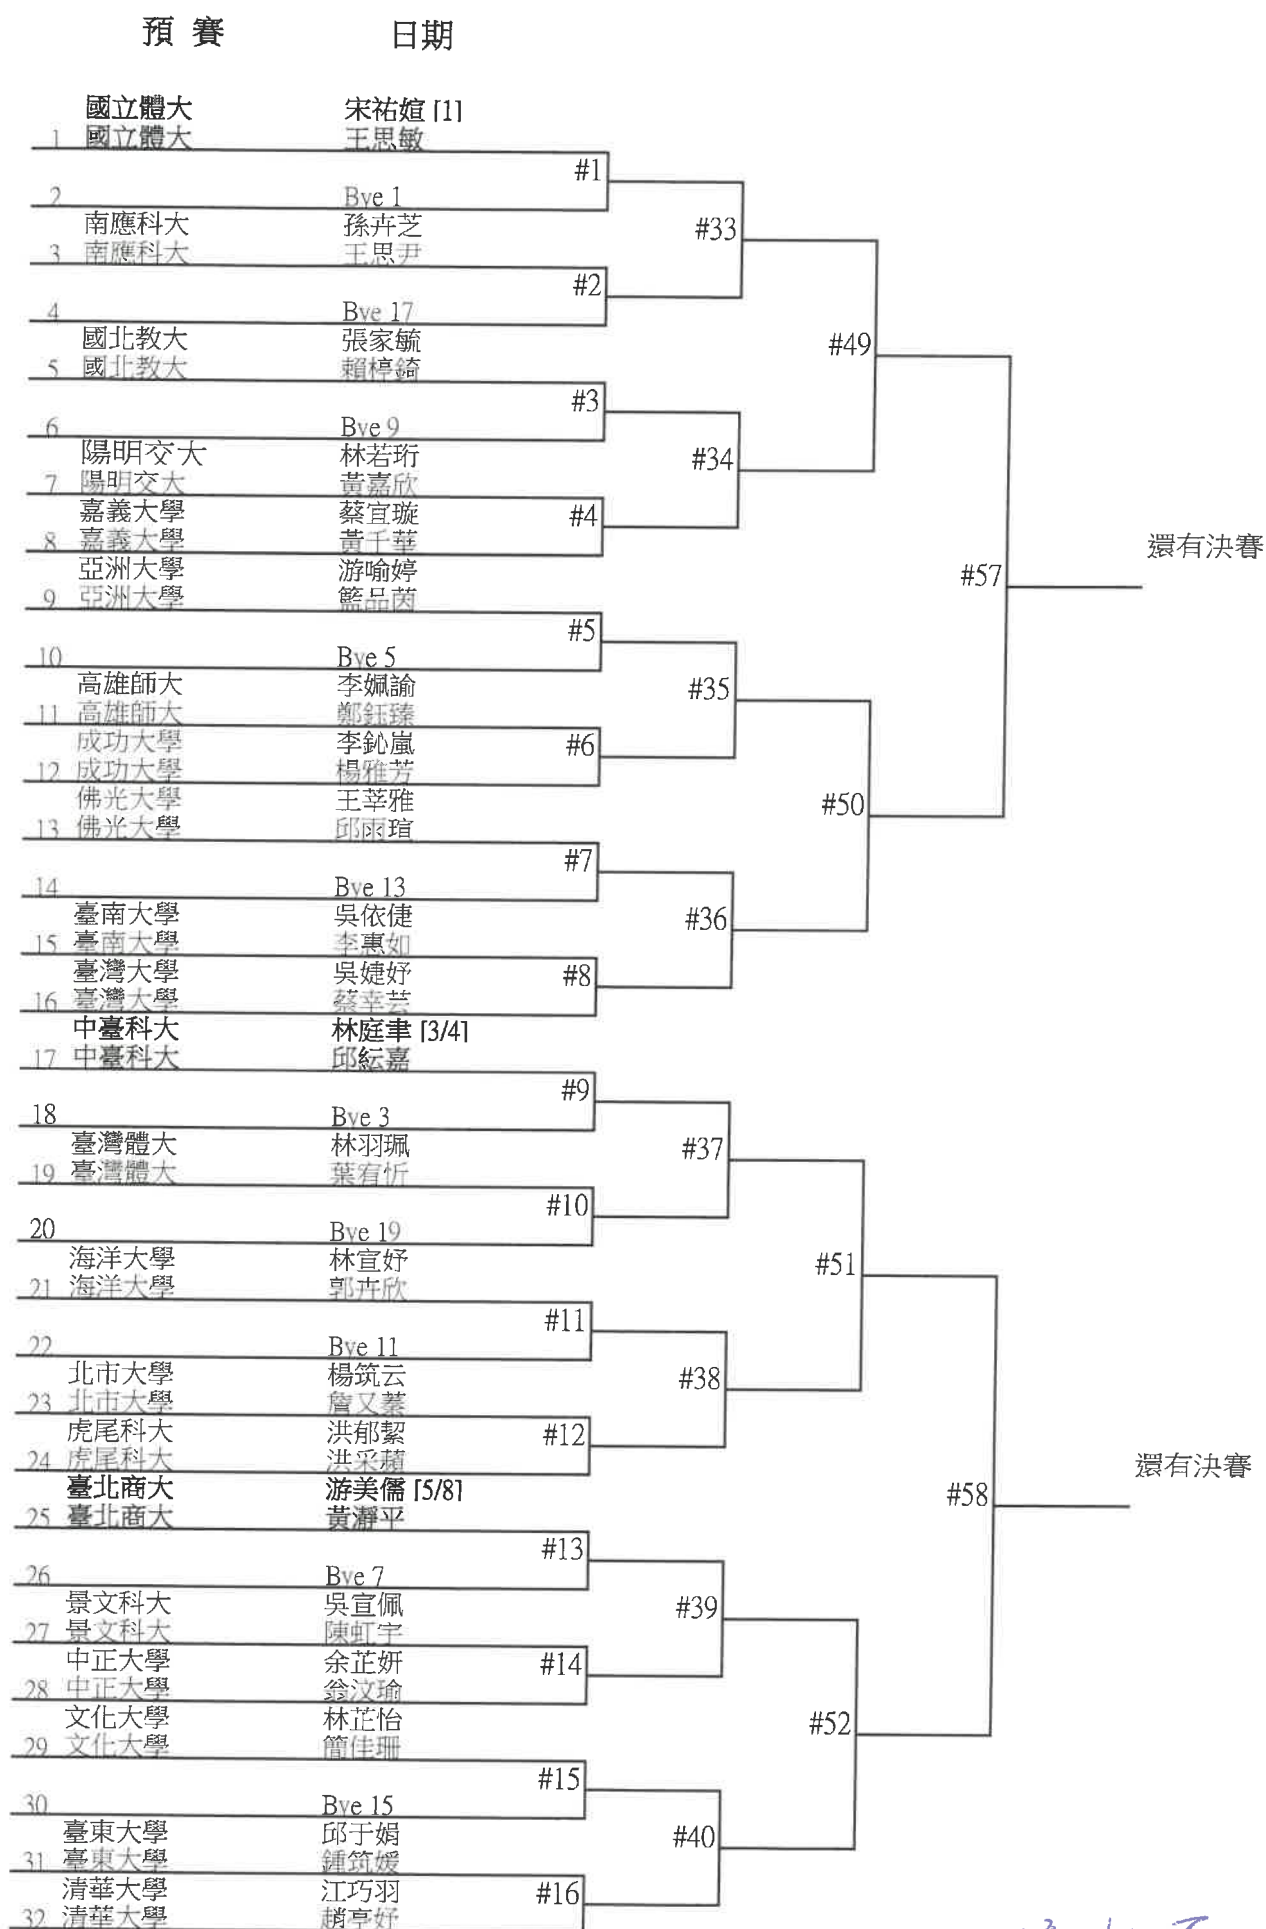 預 賽 日期
國立體大 宋祐媗 [1]
1 國立體大 王思敏
#1
2 Bye 1
南應科大 孫卉芝
#33
3 南應科大 王思尹
#2
4 Bye 17
國北教大 張家毓
#49
5 國北教大 賴椁錡
#3
6 Bye 9
陽明交大 林若珩
#34
7 陽明交大 黃嘉欣
嘉義大學 蔡宜璇
#4
8 嘉義大學 黃千華
還有決賽
亞洲大學 游喻婷
#57
9 亞洲大學 籃品茵
#5
10 Bye 5
高雄師大 李姵諭
#35
11 高雄師大 鄭鈺臻
成功大學 李鈊嵐
#6
12 成功大學 楊雅芳
佛光大學 王莘雅
#50
13 佛光大學 邱雨瑄
#7
14 Bye 13
臺南大學 吳依倢
#36
15 臺南大學 李惠如
臺灣大學 吳婕妤
#8
16 臺灣大學 蔡幸芸
中臺科大 林庭聿 [3/4]
17 中臺科大 邱紜嘉
#9
18 Bye 3
臺灣體大 林羽珮
#37
19 臺灣體大 葉宥忻
#10
20 Bye 19
海洋大學 林宣妤
#51
21 海洋大學 郭卉欣
#11
22 Bye 11
北市大學 楊筑云
#38
23 北市大學 詹又蓁
虎尾科大 洪郁絜
#12
24 虎尾科大 洪采蘋
還有決賽
臺北商大 游美儒 [5/8]
#58
25 臺北商大 黃瀞平
#13
26 Bye 7
景文科大 吳宣佩
#39
27 景文科大 陳虹宇
中正大學 余芷妍
#14
28 中正大學 翁汶瑜
文化大學 林芷怡
#52
29 文化大學 簡佳珊
#15
30 Bye 15
臺東大學 邱于娟
#40
31 臺東大學 鍾筑媛
清華大學 江巧羽
#16
32 清華大學 趙亭妤